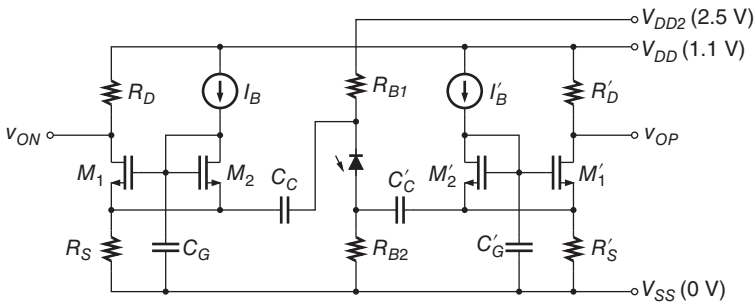 V_DD2 (2.5 V)
V_DD (1.1 V)
R_D
I_B
R_B1
I'_B
R'_D
v_ON
v_OP
M_1
M_2
C_C
C'_C
M'_2
M'_1
R_S
C_G
R_B2
C'_G
R'_S
V_SS (0 V)